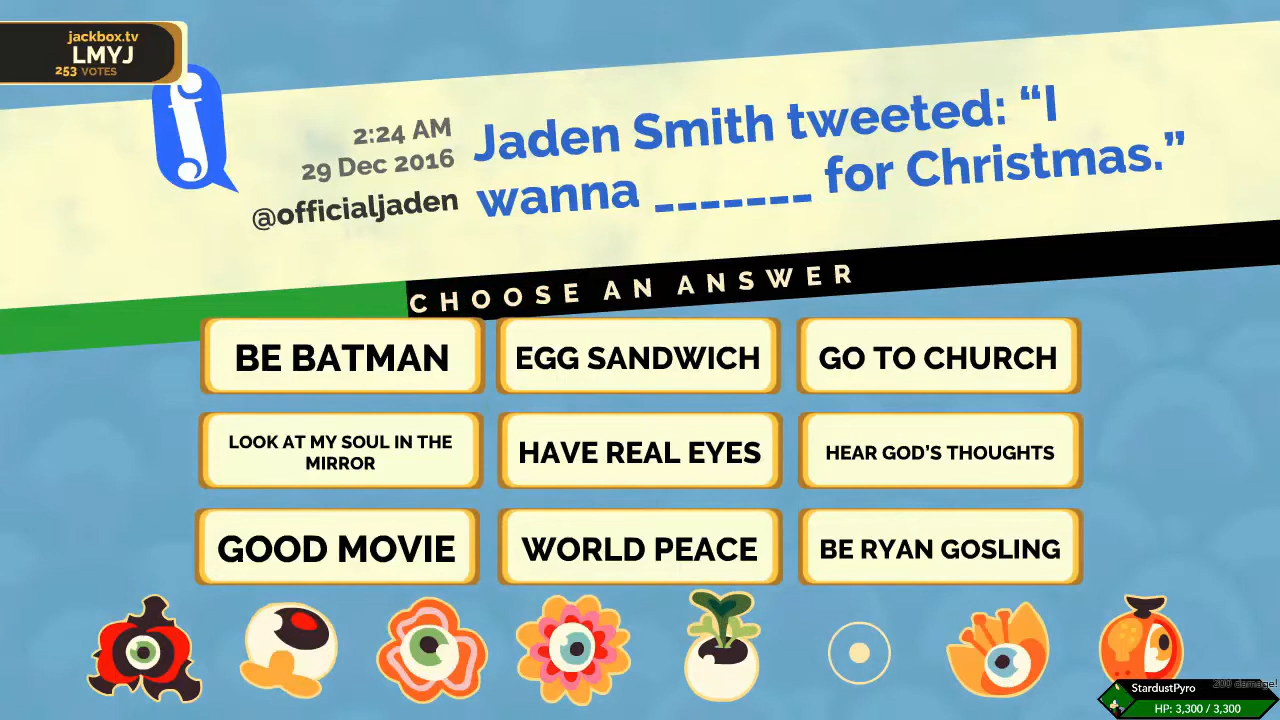 jackbox.tv
LMYJ
253 VOTES
f
2:24 AM
29 Dec 2016
@officialjaden
Jaden Smith tweeted: “I
wanna _______ for Christmas.”
CHOOSE AN ANSWER
BE BATMAN
EGG SANDWICH
GO TO CHURCH
LOOK AT MY SOUL IN THE
MIRROR
HAVE REAL EYES
HEAR GOD’S THOUGHTS
GOOD MOVIE
WORLD PEACE
BE RYAN GOSLING
StardustPyro
200 damage!
HP: 3,300 / 3,300